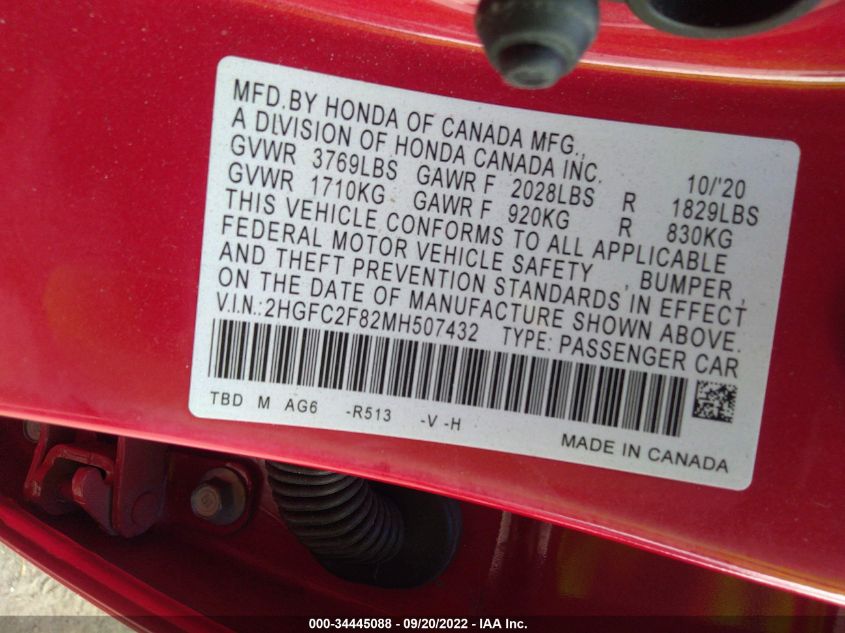 MFD.BY HONDA OF CANADA MFG.,
A DIVISION OF HONDA CANADA INC. 10/'20
GVWR 3769LBS GAWR F 2028LBS R 1829LBS
GVWR 1710KG GAWR F 920KG R 830KG
THIS VEHICLE CONFORMS TO ALL APPLICABLE
FEDERAL MOTOR VEHICLE SAFETY , BUMPER,
AND THEFT PREVENTION STANDARDS IN EFFECT
ON THE DATE OF MANUFACTURE SHOWN ABOVE.
V.I.N.:2HGFC2F82MH507432 TYPE:PASSENGER CAR
TBD M AG6 -R513 -V -H
MADE IN CANADA
000-34445088 - 09/20/2022 - IAA Inc.